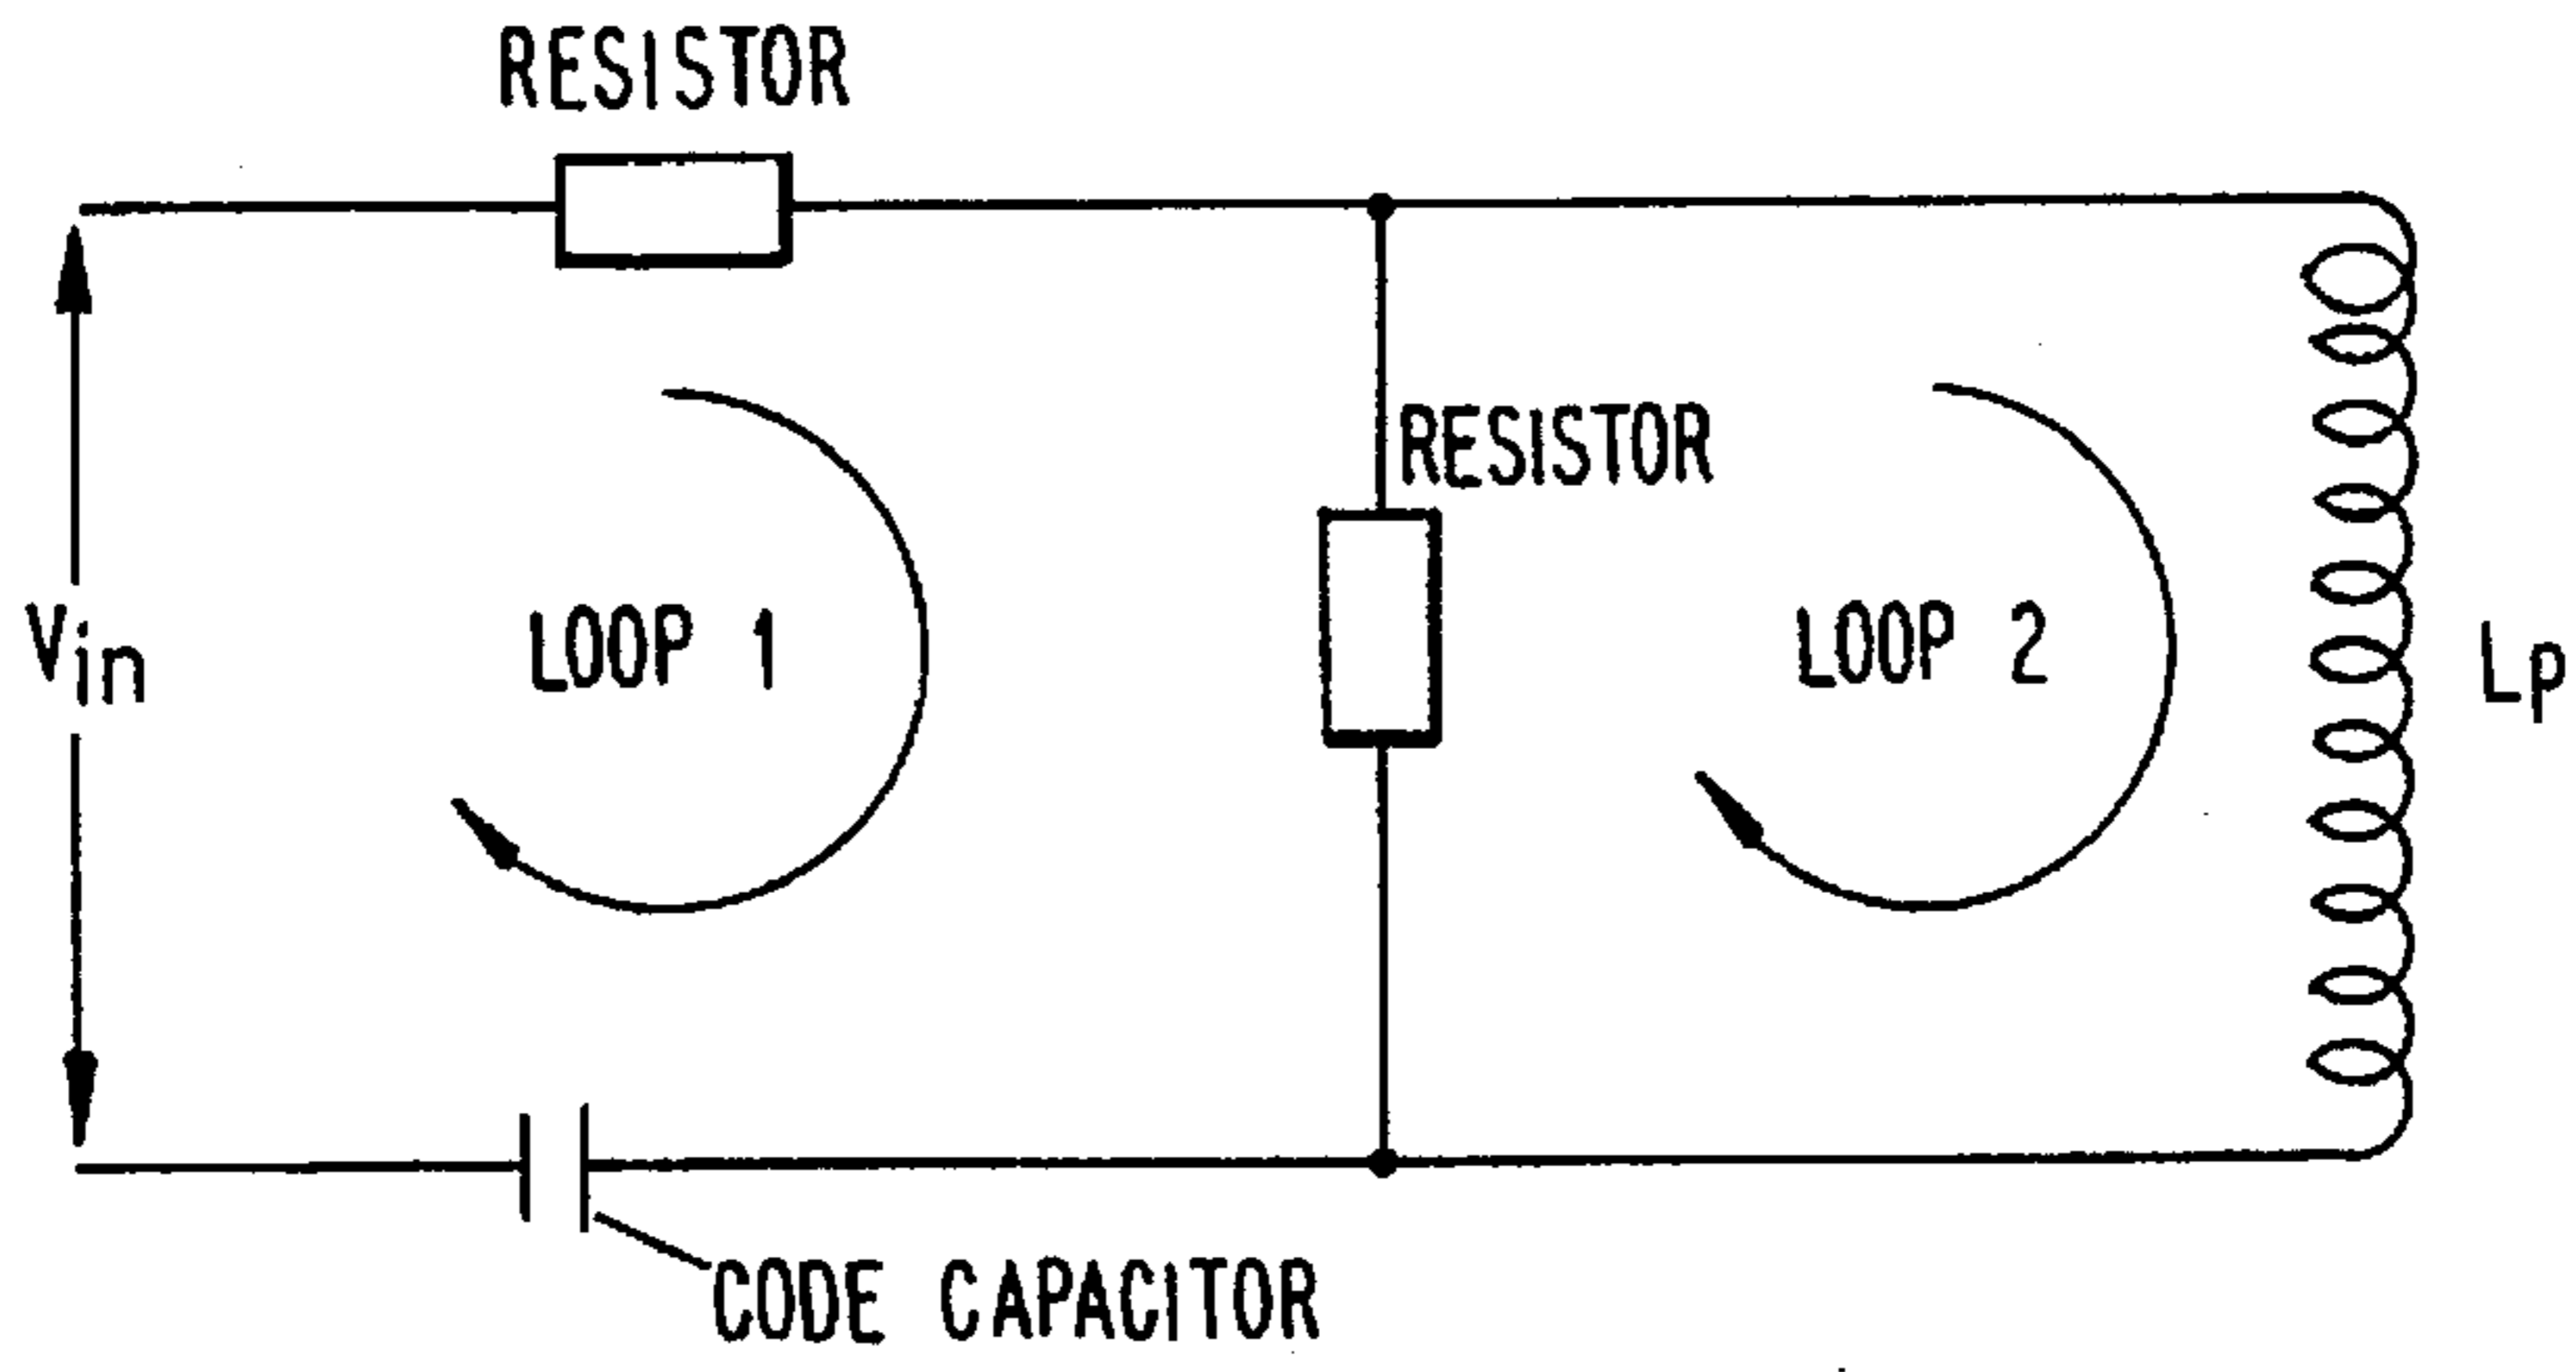 RESISTOR
RESISTOR
Vin
LOOP 1
LOOP 2
Lp
CODE CAPACITOR